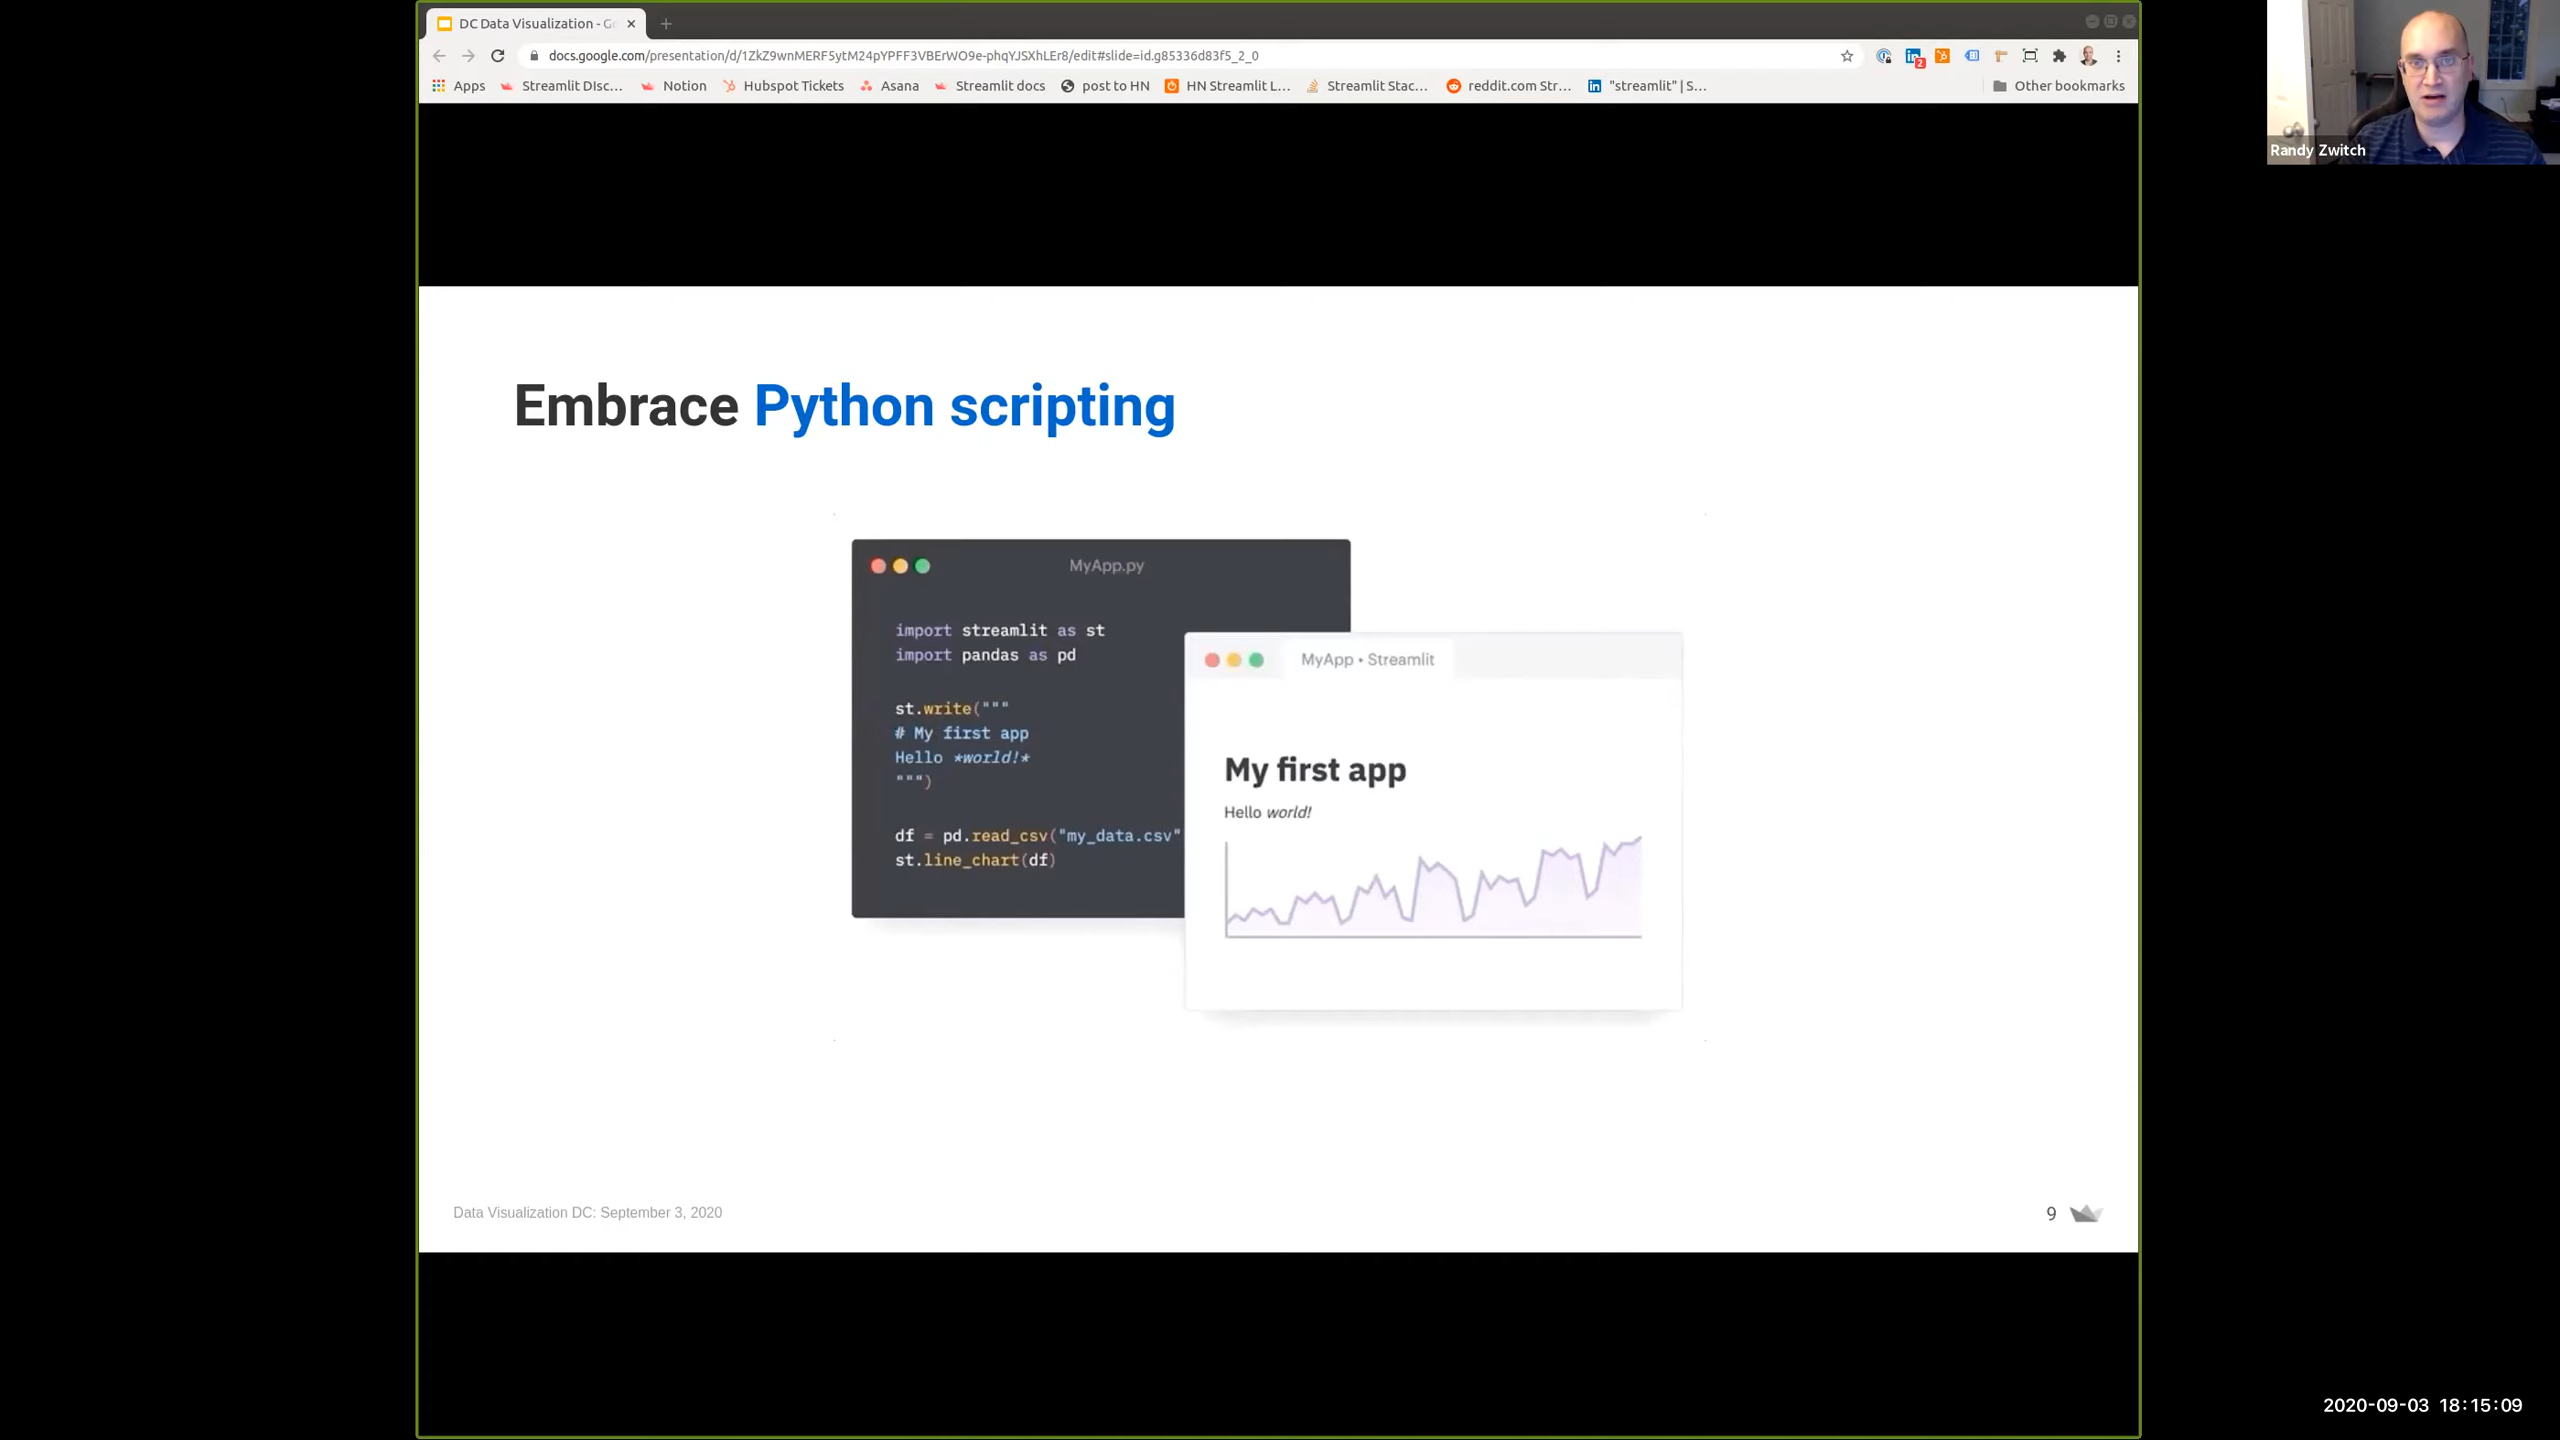 DC Data Visualization - G
docs.google.com/presentation/d/1ZkZ9wnMERF5ytM24pYPFF3VBErWO9e-phqYJSXhLEr8/edit#slide=id.g85336d83f5_2_0
2
Apps
Streamlit DIsc...
Notion
Hubspot Tickets
Asana
Streamlit docs
post to HN
HN Streamlit L...
Streamlit Stac...
reddit.com Str...
"streamlit" | S...
Other bookmarks
Randy Zwitch
Embrace Python scripting
MyApp.py
import streamlit as st
import pandas as pd
st.write("""
# My first app
Hello *world!*
""")
df = pd.read_csv("my_data.csv"
st.line_chart(df)
MyApp • Streamlit
My first app
Hello world!
Data Visualization DC: September 3, 2020
9
2020-09-03 18:15:09